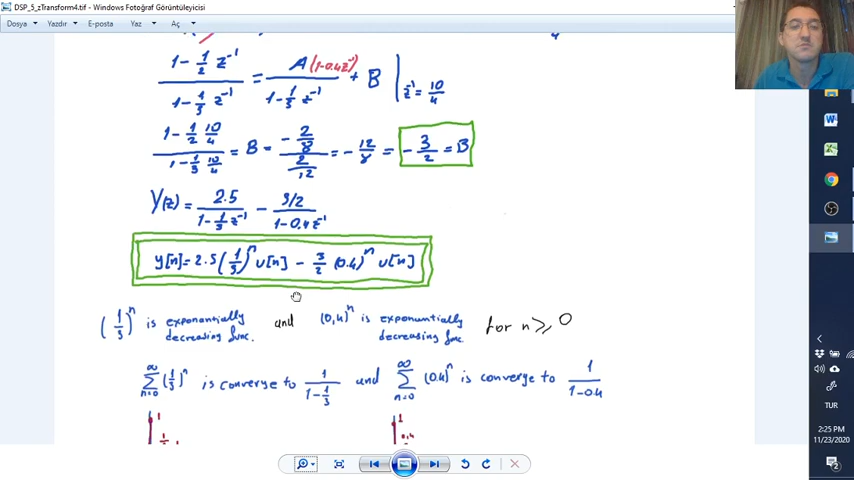 DSP_5_zTransform4.tif - Windows Fotoğraf Görüntüleyicisi
Dosya Yazdır E-posta Yaz Aç
(1 - 1/2 z^-1) / (1 - 1/3 z^-1) = A (1-0.4z^-1) / (1 - 1/3 z^-1) + B | z^-1 = 10/4
(1 - 1/2 10/4) / (1 - 1/3 10/4) = B = (-2/8) / (2/12) = - 12/8 = - 3/2 = B
Y(z) = 2.5 / (1 - 1/3 z^-1) - 3/2 / (1 - 0.4z^-1)
y[n] = 2.5 (1/3)^n u[n] - 3/2 (0.4)^n u[n]
(1/3)^n is exponentially decreasing func. and (0,4)^n is exponentially decreasing func. for n ≥ 0
∑_{n=0}^{∞} (1/3)^n is converge to 1 / (1 - 1/3) and ∑_{n=0}^{∞} (0.4)^n is converge to 1 / (1 - 0.4)
1
1
0,4
TUR
2:25 PM
11/23/2020
2